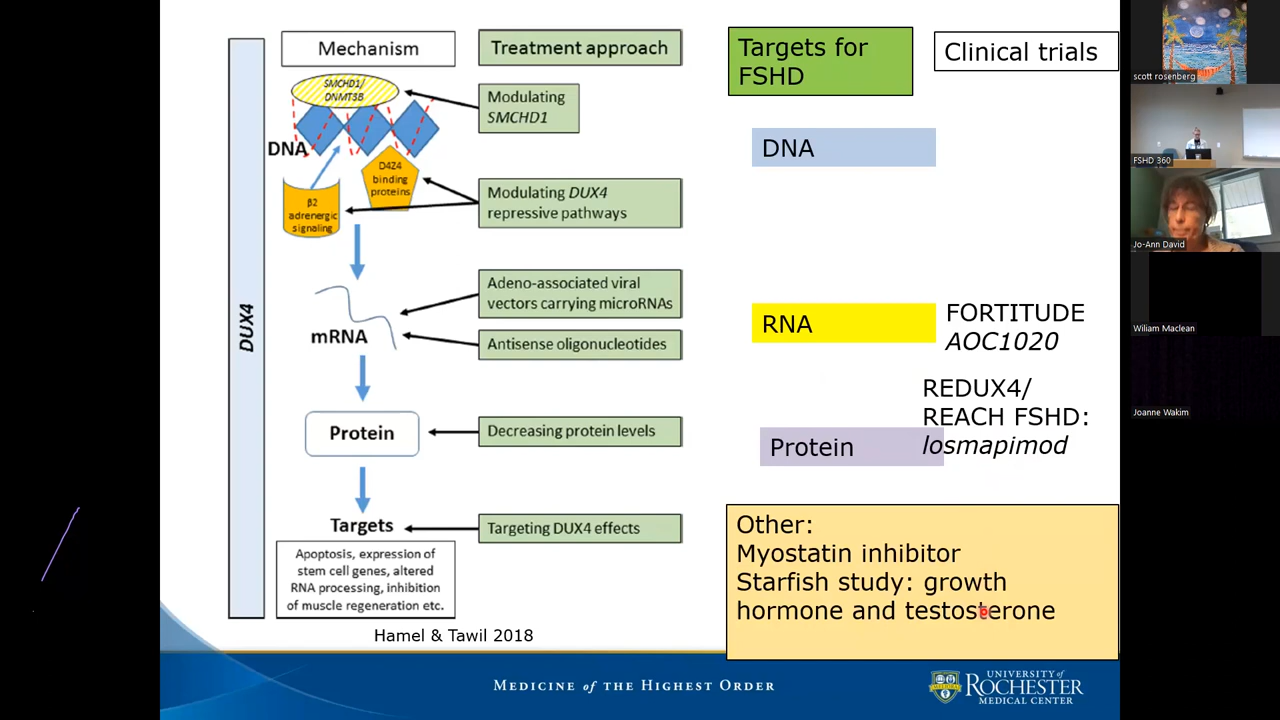 Mechanism
Treatment approach
SMCHD1/
DNMT3B
DNA
D4Z4
binding
proteins
β2
adrenergic
signaling
Modulating
SMCHD1
Modulating DUX4
repressive pathways
DUX4
mRNA
Adeno-associated viral
vectors carrying microRNAs
Antisense oligonucleotides
Protein
Decreasing protein levels
Targets
Targeting DUX4 effects
Apoptosis, expression of
stem cell genes, altered
RNA processing, inhibition
of muscle regeneration etc.
Hamel & Tawil 2018
Targets for
FSHD
Clinical trials
DNA
RNA
FORTITUDE
AOC1020
REDUX4/
REACH FSHD:
losmapimod
Protein
Other:
Myostatin inhibitor
Starfish study: growth
hormone and testosterone
MEDICINE of THE HIGHEST ORDER
UNIVERSITY of
ROCHESTER
MEDICAL CENTER
scott rosenberg
FSHD 360
Jo-Ann David
Wiliam Maclean
Joanne Wakim